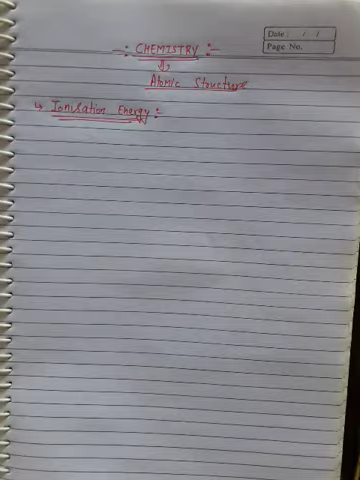 Date : / /
Page No.
-: CHEMISTRY :-
⇓
Atomic Structure
↳ Ionisation Energy :-